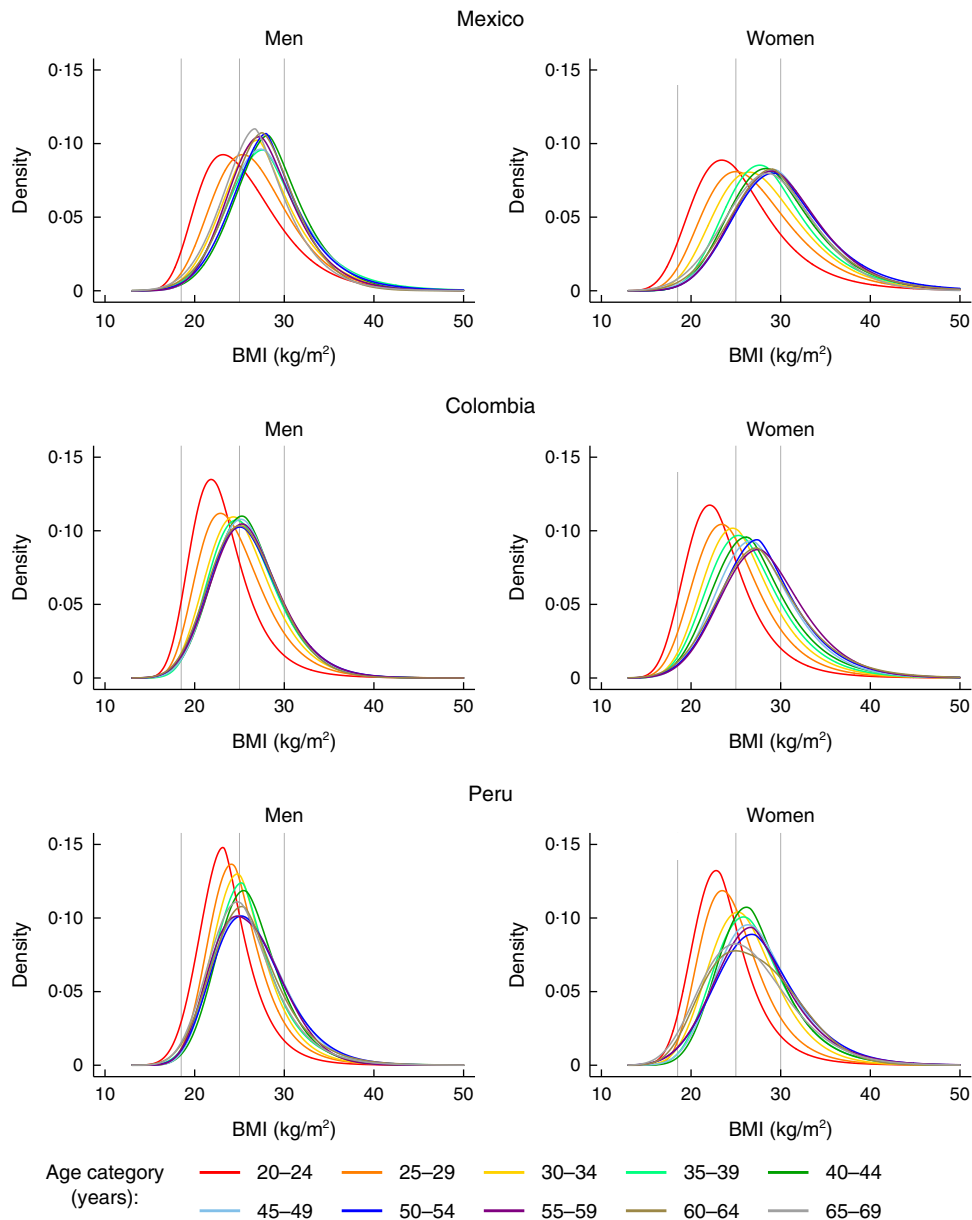 Mexico
Men
Women
0·15
0·10
0·05
0
Density
10 20 30 40 50
BMI (kg/m²)
0·15
0·10
0·05
0
Density
10 20 30 40 50
BMI (kg/m²)
Colombia
Men
Women
0·15
0·10
0·05
0
Density
10 20 30 40 50
BMI (kg/m²)
0·15
0·10
0·05
0
Density
10 20 30 40 50
BMI (kg/m²)
Peru
Men
Women
0·15
0·10
0·05
0
Density
10 20 30 40 50
BMI (kg/m²)
0·15
0·10
0·05
0
Density
10 20 30 40 50
BMI (kg/m²)
Age category
(years):
20–24 25–29 30–34 35–39 40–44
45–49 50–54 55–59 60–64 65–69